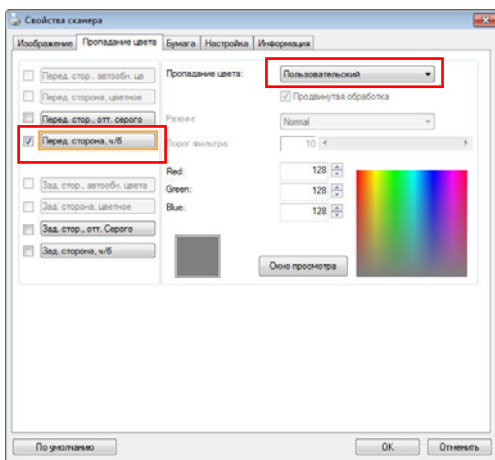 Свойства сканера
Изображение Пропадание цвета Бумага Настройка Информация
Перед. стор., автообн. цв
Перед. сторона, цветное
Перед. стор., отт. серого
Перед. сторона, ч/б
Зад. стор., автообн. цвета
Зад. сторона, цветное
Зад. стор., отт. Серого
Зад. сторона, ч/б
Пропадание цвета: Пользовательский
Продвинутая обработка
Режим: Normal
Порог фильтра: 10
Red: 128
Green: 128
Blue: 128
Окно просмотра
По умолчанию OK Отменить